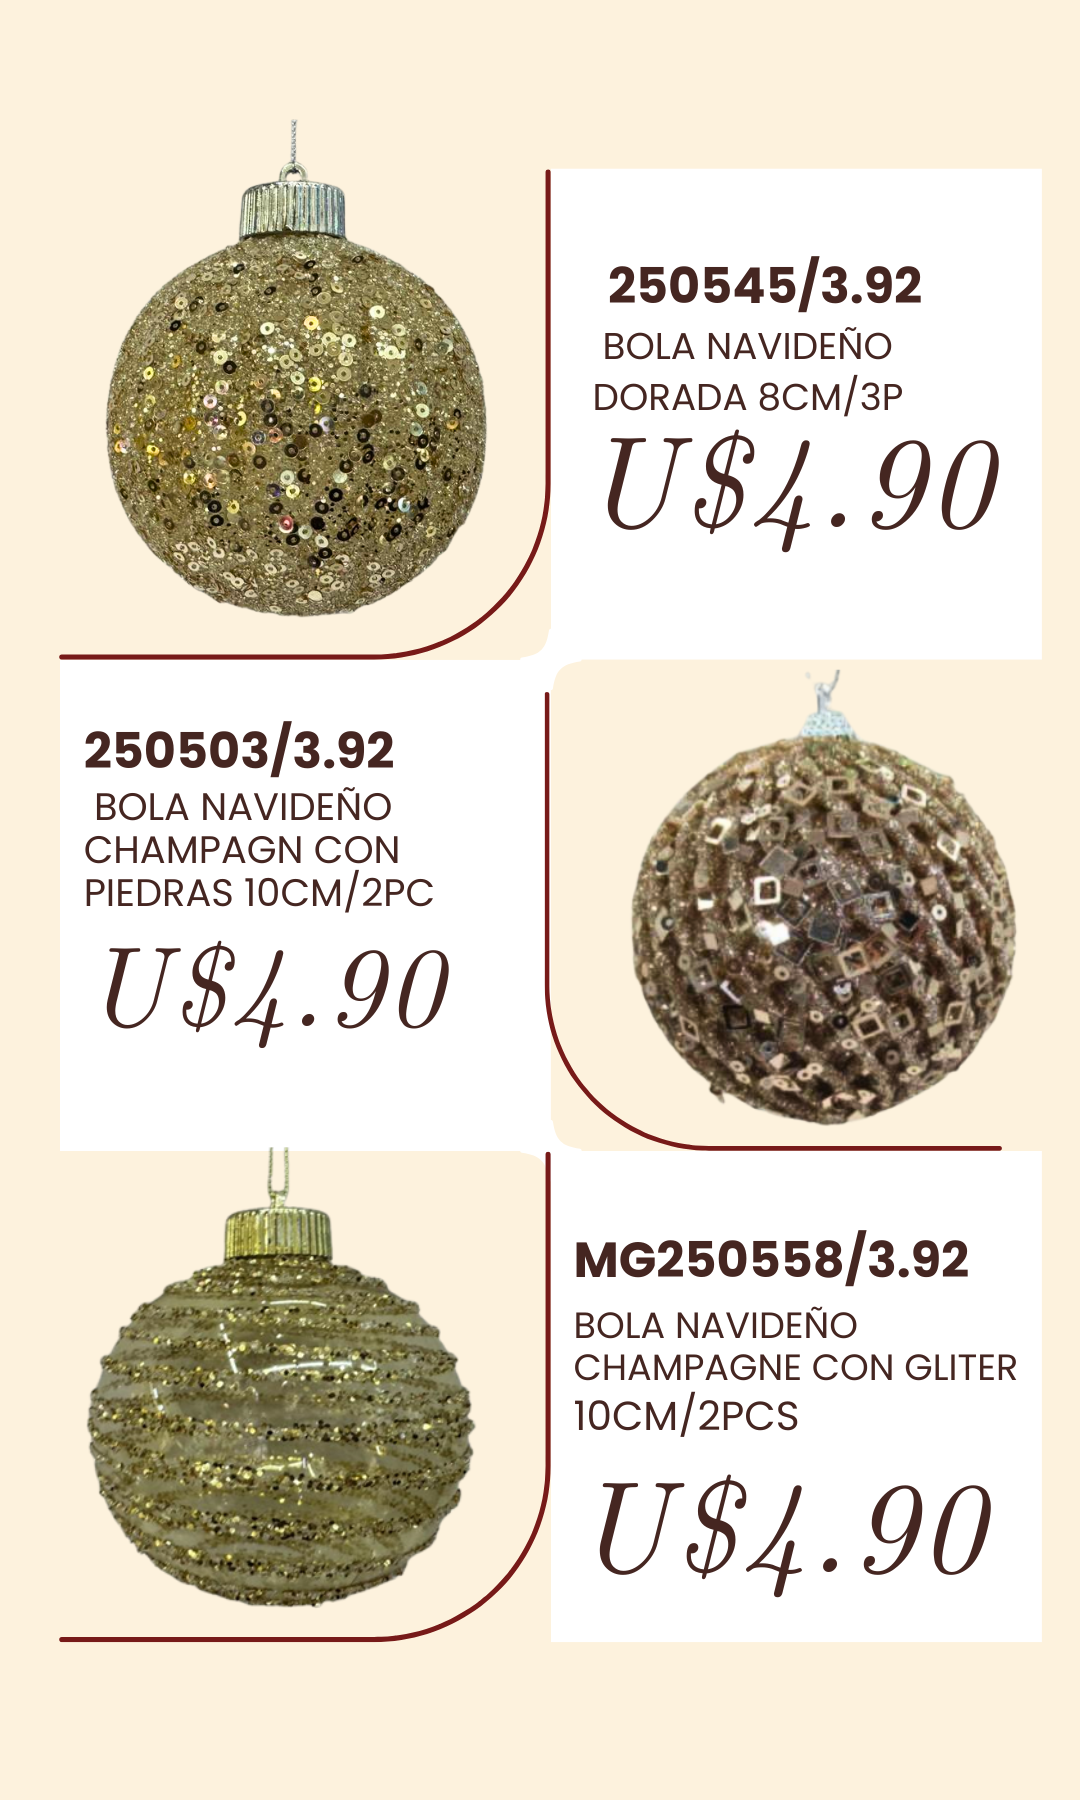 250545/3.92
BOLA NAVIDEÑO
DORADA 8CM/3P
U$4.90
250503/3.92
BOLA NAVIDEÑO
CHAMPAGN CON
PIEDRAS 10CM/2PC
U$4.90
MG250558/3.92
BOLA NAVIDEÑO
CHAMPAGNE CON GLITER
10CM/2PCS
U$4.90